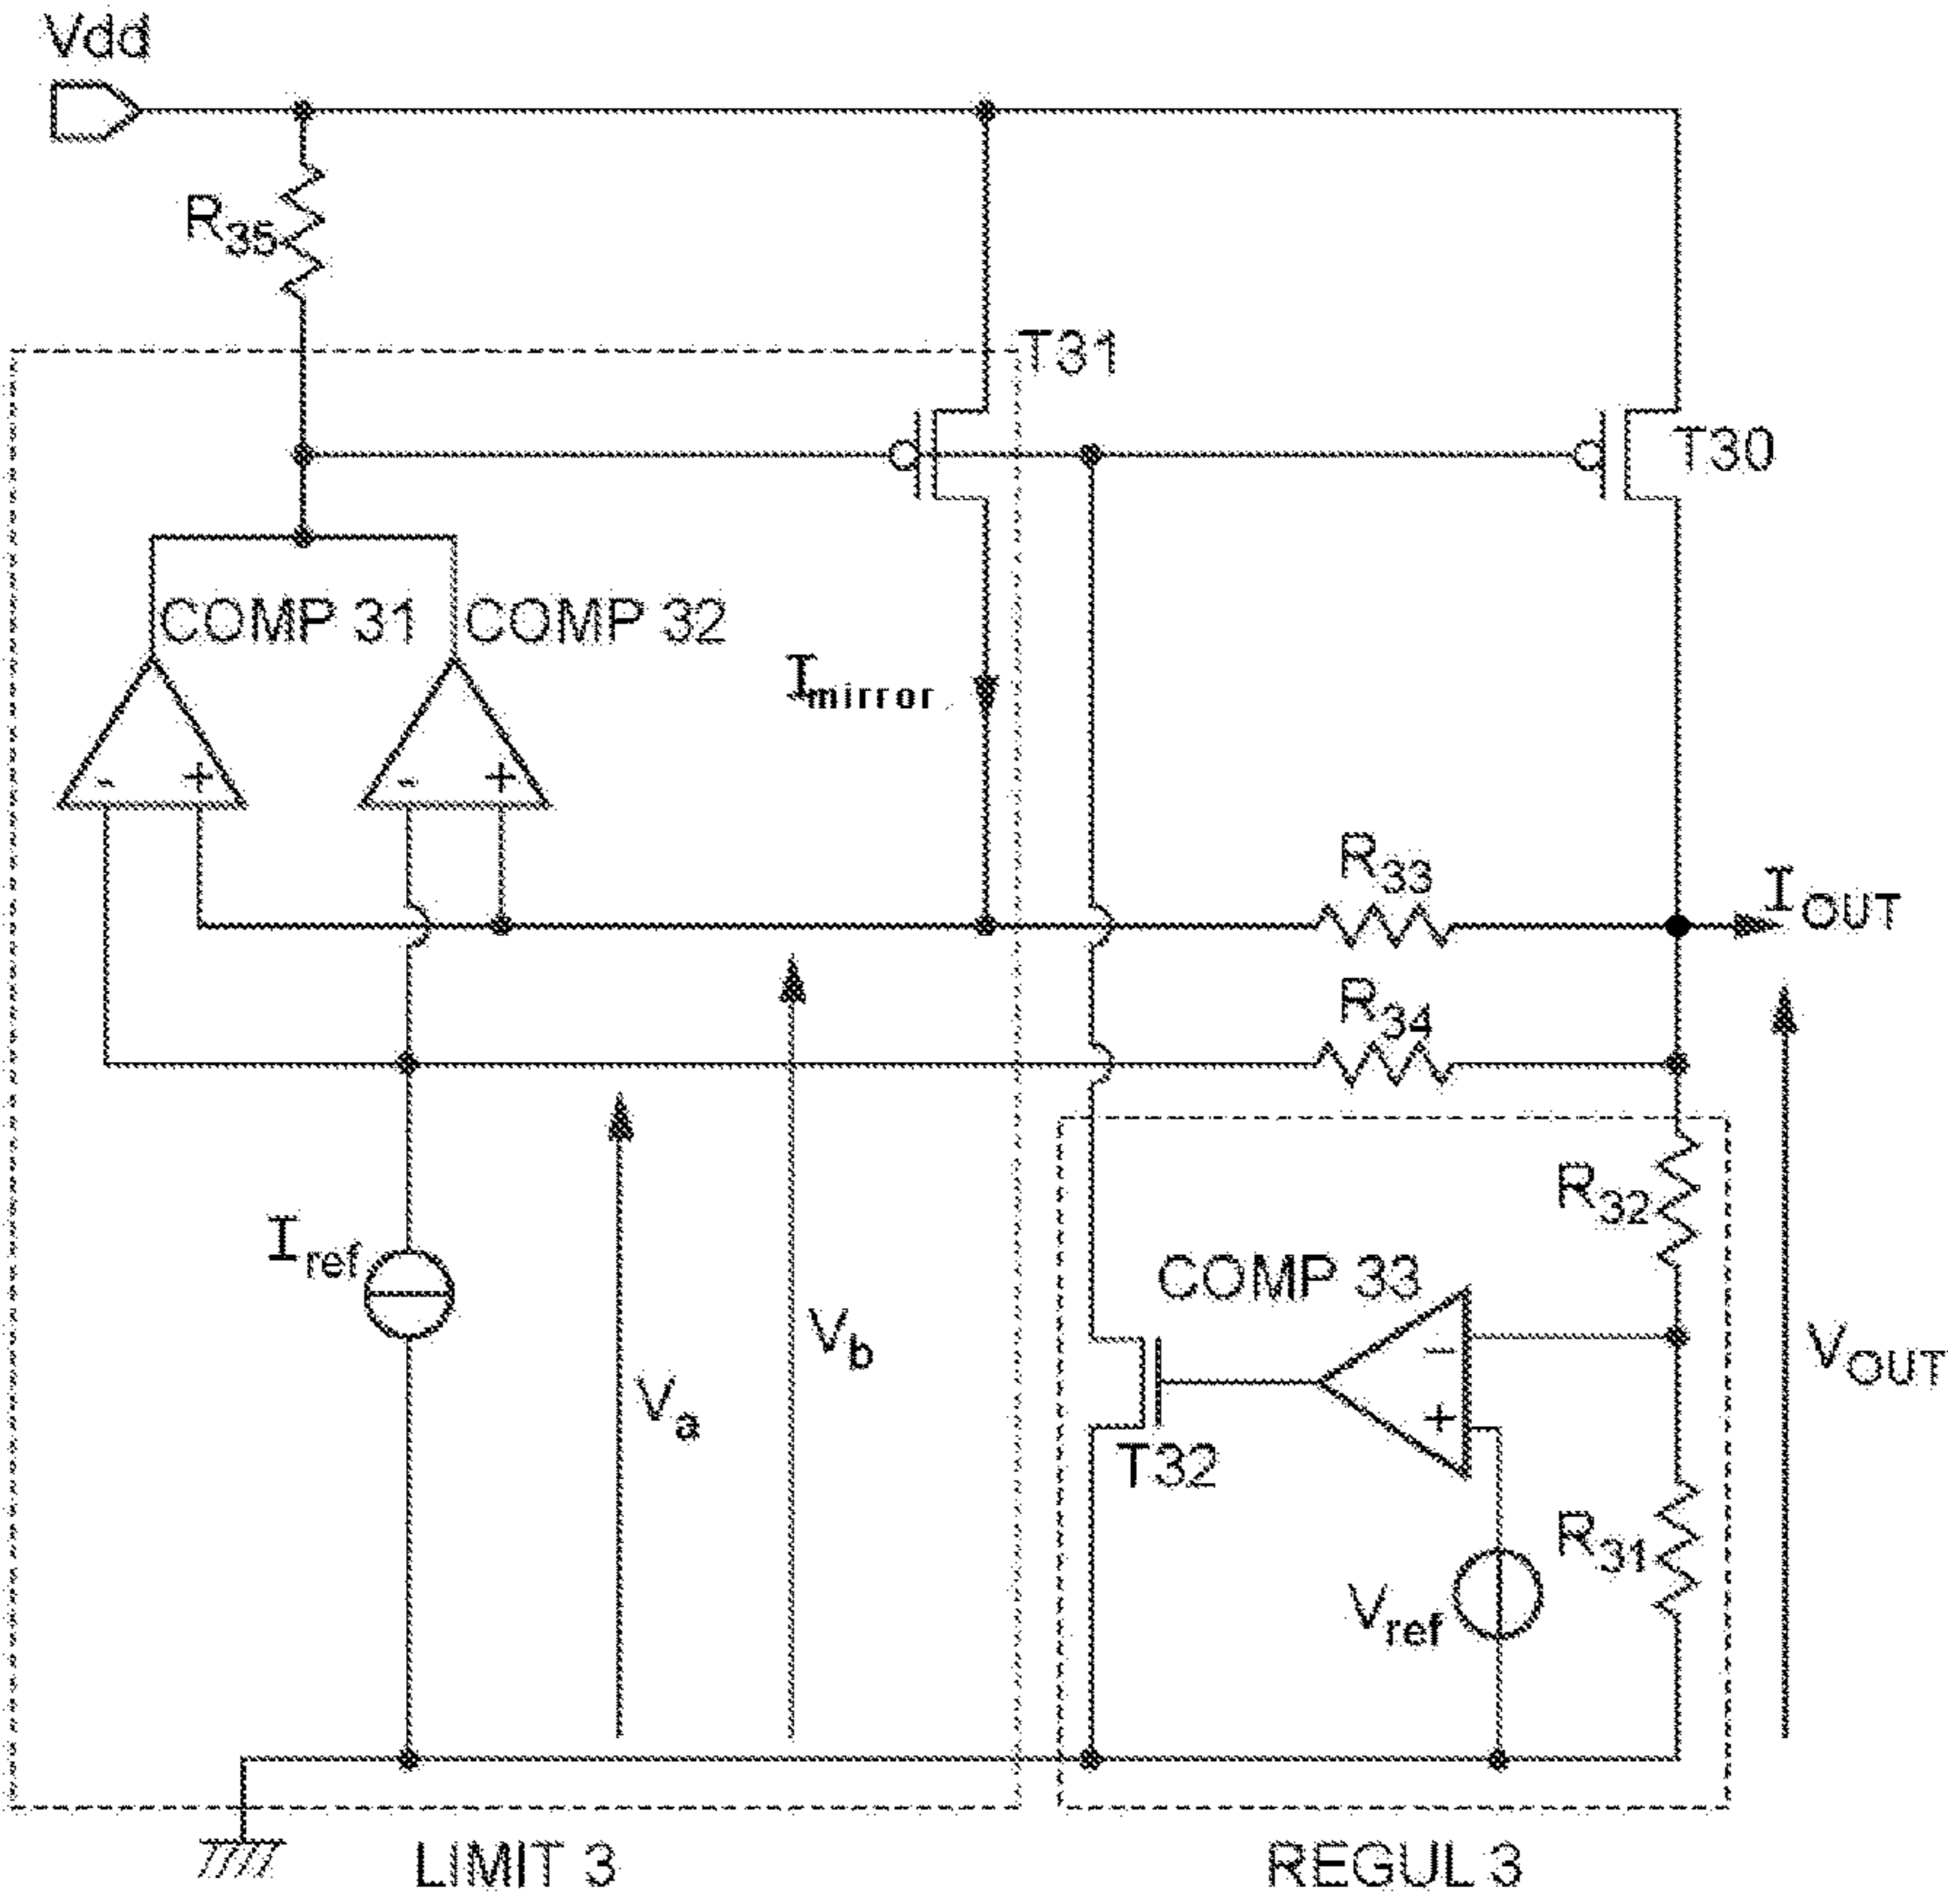 Vdd
R35
T31
T30
COMP 31
COMP 32
Imirror
- +
- +
R33
IOUT
R34
R32
Iref
COMP 33
Vb
-
VOUT
Va
+
T32
R31
Vref
LIMIT 3
REGUL 3